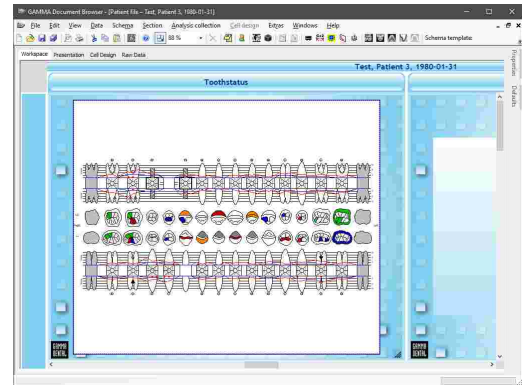 GAMMA Document Browser - [Patient file - Test, Patient 3, 1980-01-31]
File Edit View Data Schema Section Analysis collection Cell design Extras Windows Help
88 % Schema template:
Workspace Presentation Cell Design Raw Data
Properties
Defaults
Test, Patient 3, 1980-01-31
Toothstatus
GAMMA
DENTAL
GAMMA
DENTAL